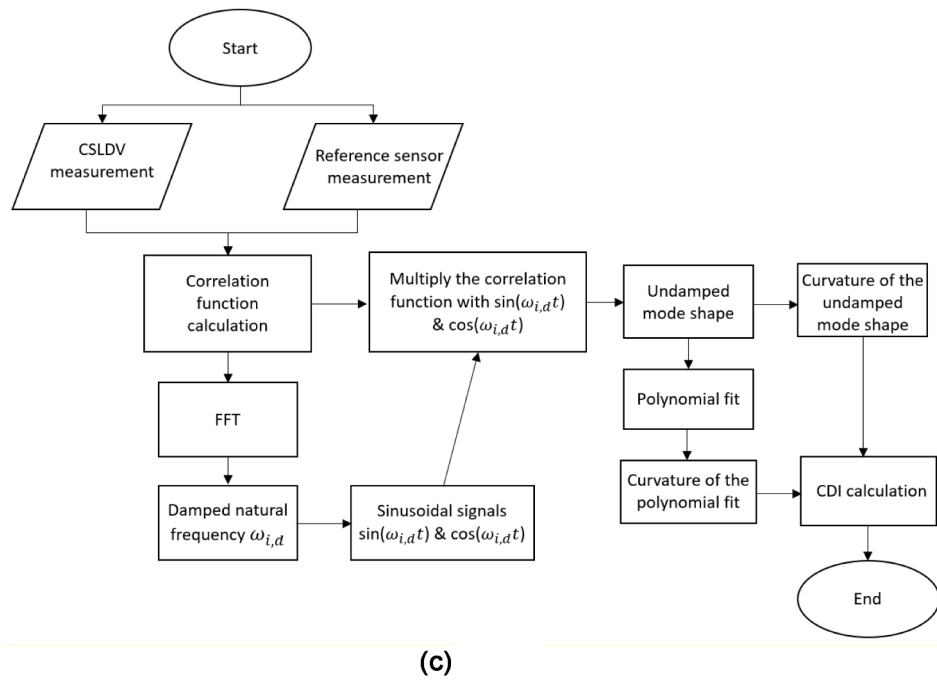 Start
CSLDV
measurement
Reference sensor
measurement
Correlation
function
calculation
Multiply the correlation
function with sin(ω_{i,d}t)
& cos(ω_{i,d}t)
Undamped
mode shape
Curvature of the
undamped
mode shape
FFT
Polynomial fit
Damped natural
frequency ω_{i,d}
Sinusoidal signals
sin(ω_{i,d}t) & cos(ω_{i,d}t)
Curvature of the
polynomial fit
CDI calculation
End
(c)